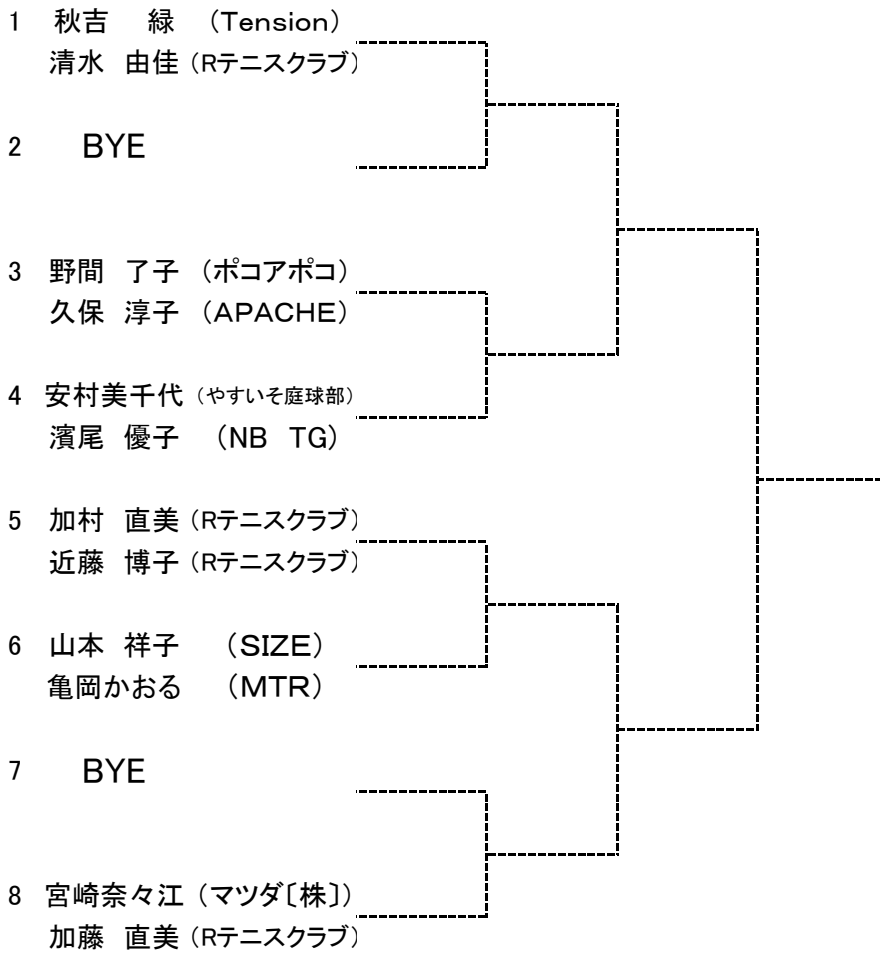 1 秋吉 緑 (Tension)
清水 由佳 (Rテニスクラブ)
2 BYE
3 野間 了子 (ポコアポコ)
久保 淳子 (APACHE)
4 安村美千代 (やすいそ庭球部)
濱尾 優子 (NB TG)
5 加村 直美 (Rテニスクラブ)
近藤 博子 (Rテニスクラブ)
6 山本 祥子 (SIZE)
亀岡かおる (MTR)
7 BYE
8 宮崎奈々江 (マツダ〔株〕)
加藤 直美 (Rテニスクラブ)